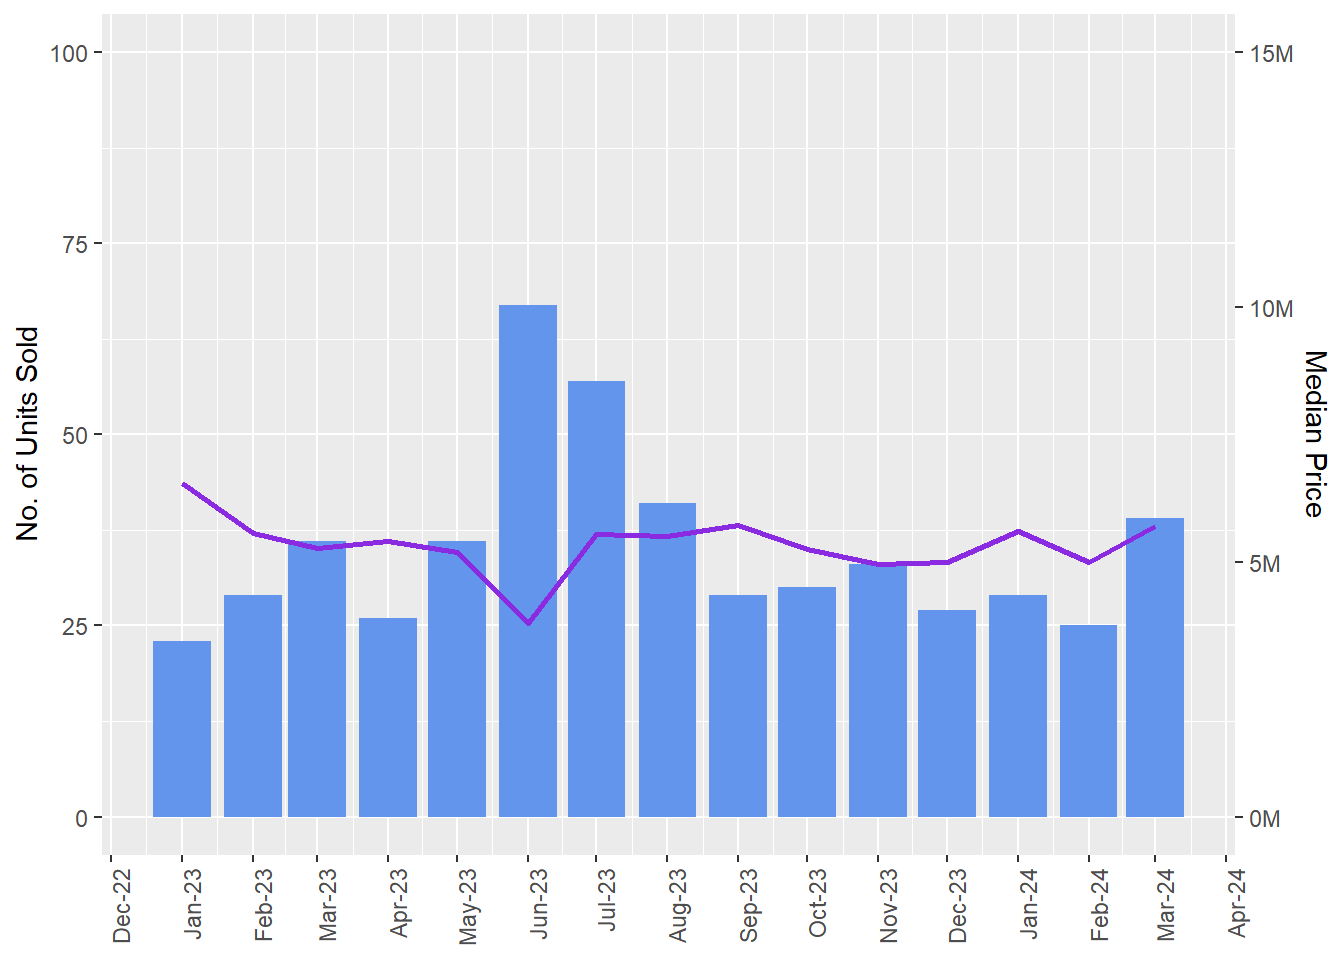 No. of Units Sold
100
75
50
25
0
15M
10M
5M
0M
Median Price
Dec-22
Jan-23
Feb-23
Mar-23
Apr-23
May-23
Jun-23
Jul-23
Aug-23
Sep-23
Oct-23
Nov-23
Dec-23
Jan-24
Feb-24
Mar-24
Apr-24